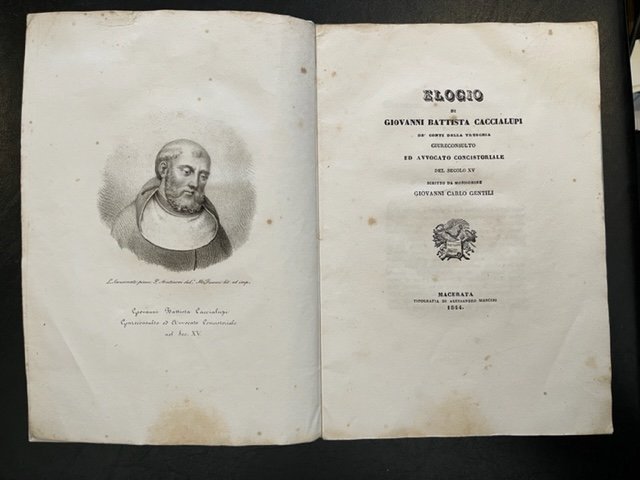 Giovanni Battista Caccialupi
Giureconsulto ed Avvocato Concistoriale
nel Sec. XV.
ELOGIO
DI
GIOVANNI BATTISTA CACCIALUPI
DE' CONTI DELLA TRUSCHIA
GIURECONSULTO
ED AVVOCATO CONCISTORIALE
DEL SECOLO XV
SCRITTO DA MONSIGNORE
GIOVANNI CARLO GENTILI
MACERATA
TIPOGRAFIA DI ALESSANDRO MANCINI
1844.